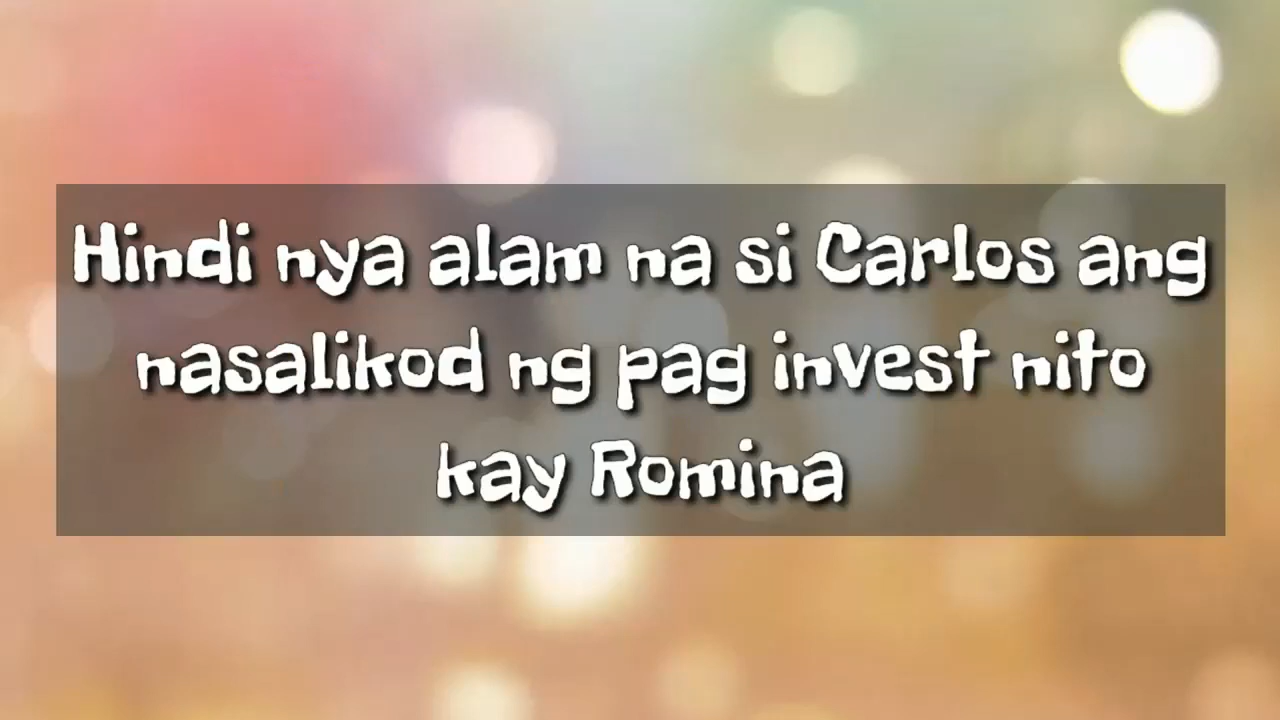 Hindi nya alam na si Carlos ang
nasalikod ng pag invest nito
kay Romina